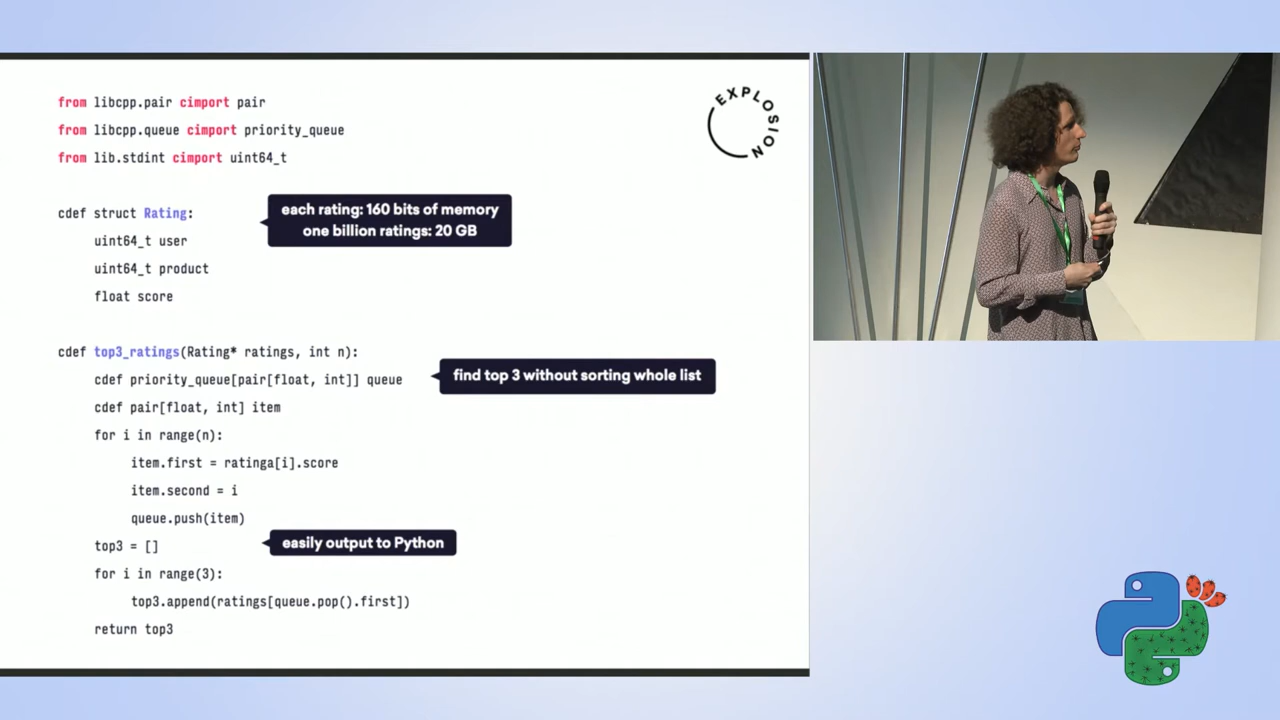 from libcpp.pair cimport pair
from libcpp.queue cimport priority_queue
from lib.stdint cimport uint64_t
EXPLOSION
cdef struct Rating:
each rating: 160 bits of memory
one billion ratings: 20 GB
uint64_t user
uint64_t product
float score
cdef top3_ratings(Rating* ratings, int n):
cdef priority_queue[pair[float, int]] queue
find top 3 without sorting whole list
cdef pair[float, int] item
for i in range(n):
item.first = ratinga[i].score
item.second = i
queue.push(item)
top3 = []
easily output to Python
for i in range(3):
top3.append(ratings[queue.pop().first])
return top3